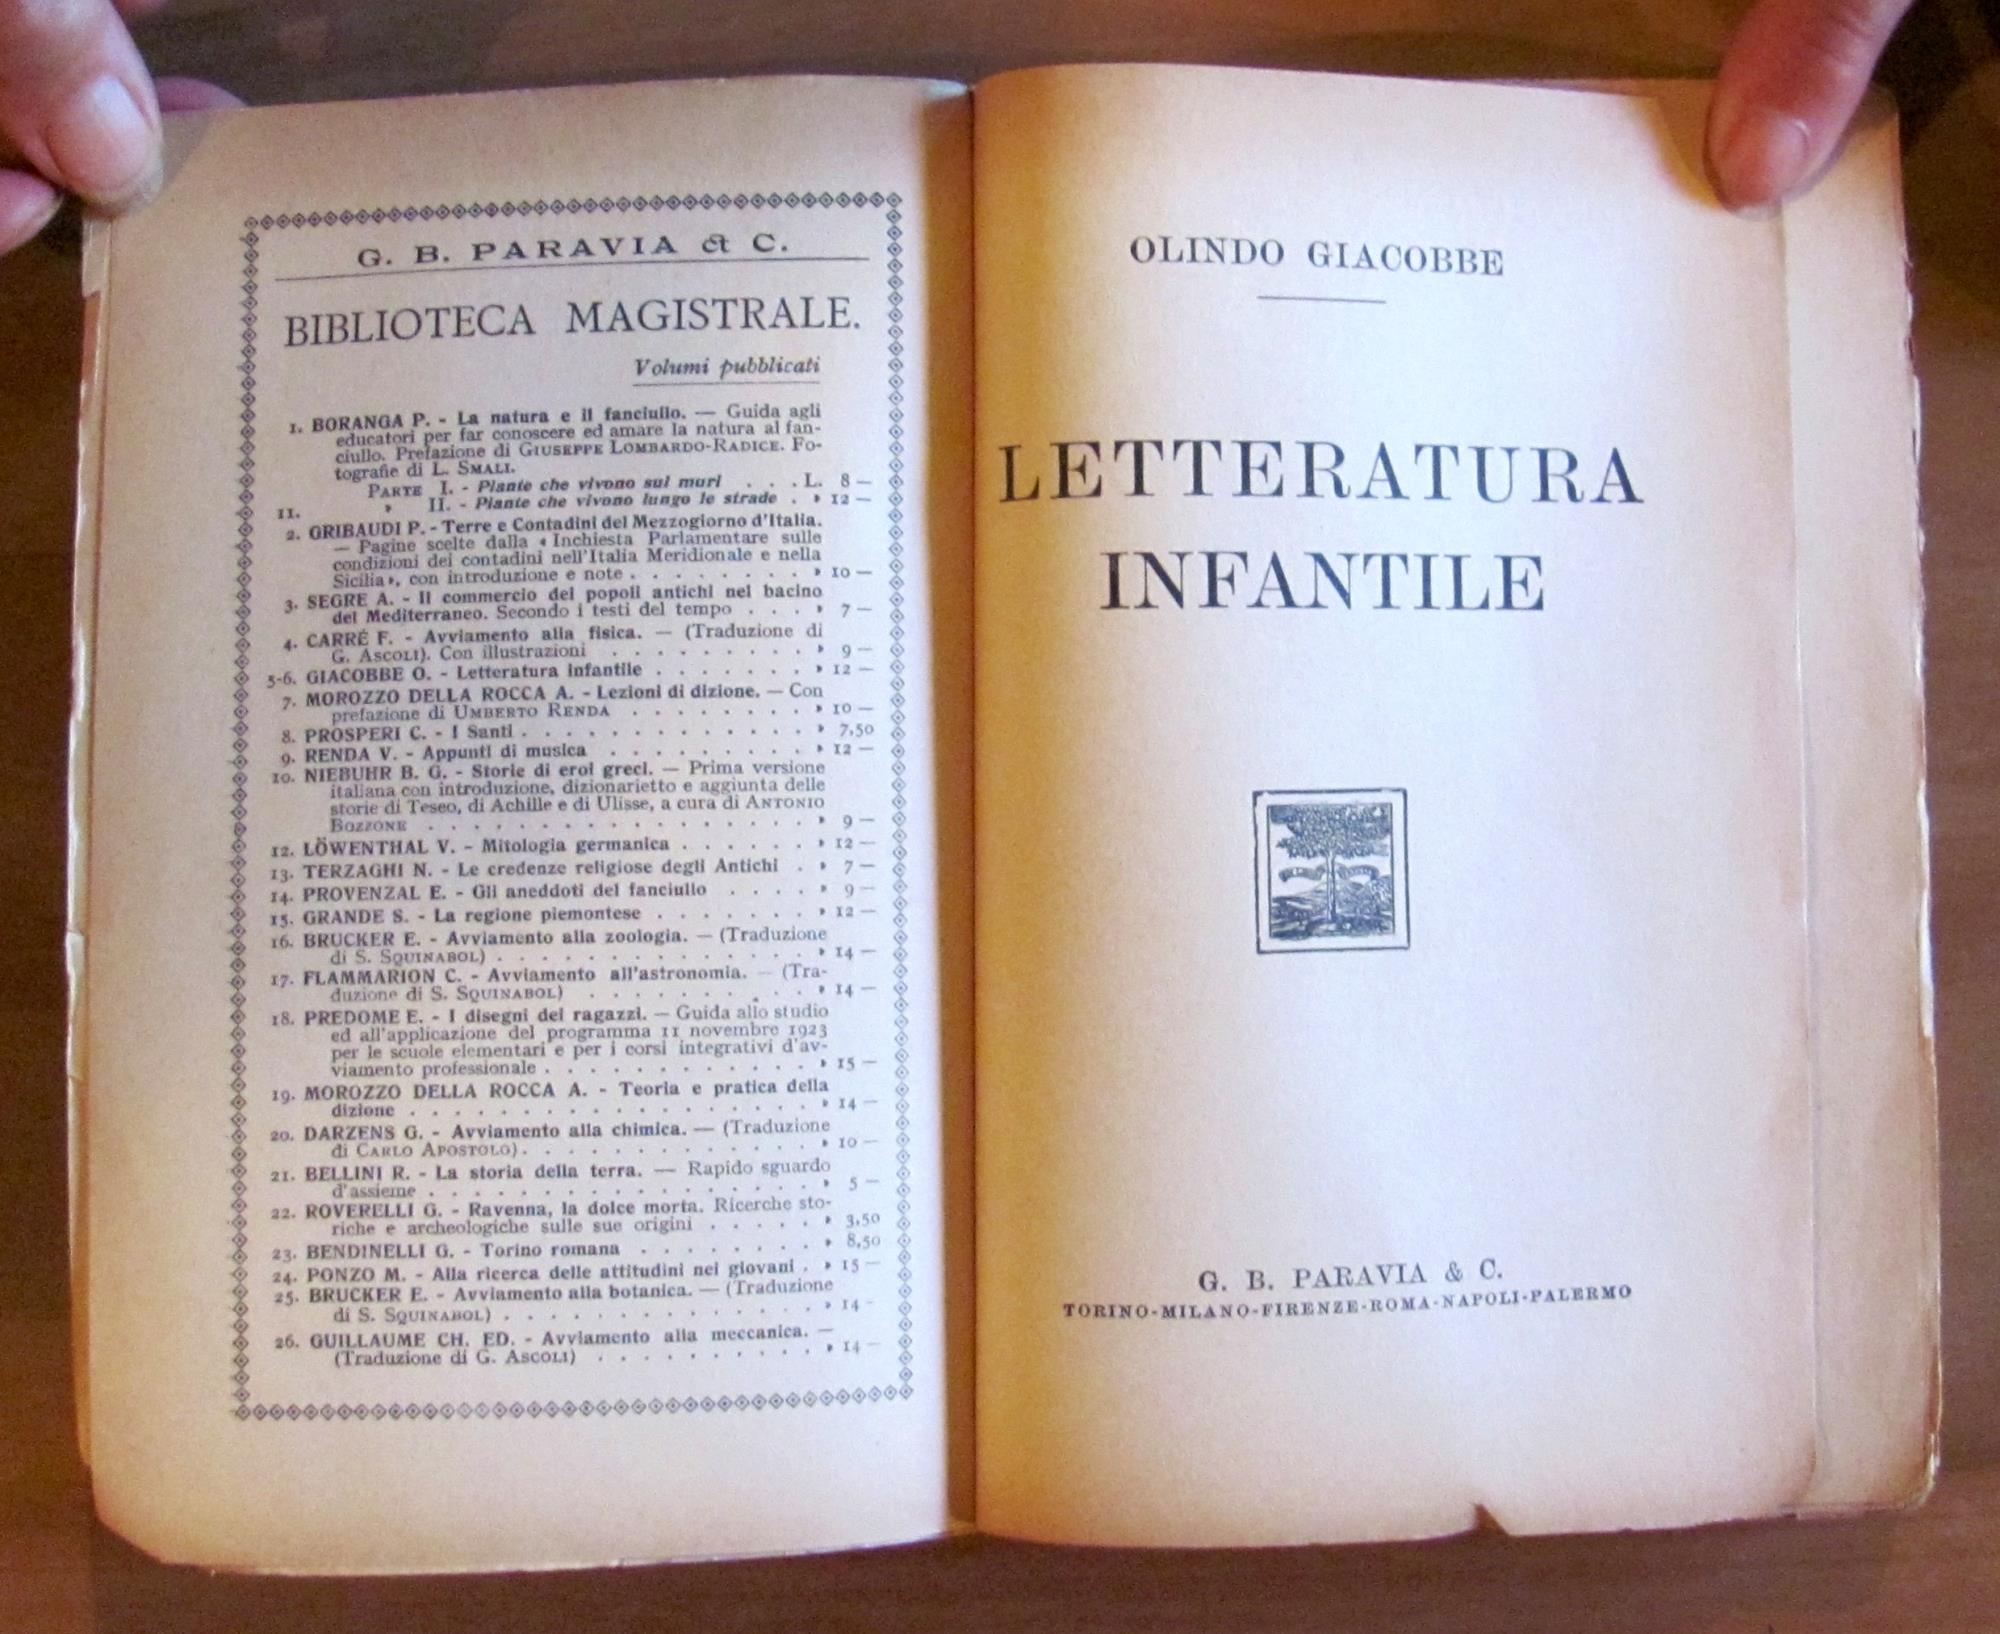 G. B. PARAVIA & C.
BIBLIOTECA MAGISTRALE.
Volumi pubblicati
1. BORANGA P. - La natura e il fanciullo. — Guida agli
educatori per far conoscere ed amare la natura al fan-
ciullo. Prefazione di GIUSEPPE LOMBARDO-RADICE. Fo-
tografie di L. SMALI.
PARTE I. - Piante che vivono sui muri . . . L. 8 —
11. » II. - Piante che vivono lungo le strade . » 12 —
2. GRIBAUDI P. - Terre e Contadini del Mezzogiorno d'Italia.
— Pagine scelte dalla « Inchiesta Parlamentare sulle
condizioni dei contadini nell'Italia Meridionale e nella
Sicilia », con introduzione e note . . . . . . . . » 10 —
3. SEGRE A. - Il commercio dei popoli antichi nel bacino
del Mediterraneo. Secondo i testi del tempo . . . » 7 —
4. CARRÉ F. - Avviamento alla fisica. — (Traduzione di
G. ASCOLI). Con illustrazioni . . . . . . . . . » 9 —
5-6. GIACOBBE O. - Letteratura infantile . . . . . . . » 12 —
7. MOROZZO DELLA ROCCA A. - Lezioni di dizione. — Con
prefazione di UMBERTO RENDA . . . . . . . . » 10 —
8. PROSPERI C. - I Santi . . . . . . . . . . . . . » 7,50
9. RENDA V. - Appunti di musica . . . . . . . . . » 12 —
10. NIEBUHR B. G. - Storie di eroi greci. — Prima versione
italiana con introduzione, dizionarietto e aggiunta delle
storie di Teseo, di Achille e di Ulisse, a cura di ANTONIO
BOZZONE . . . . . . . . . . . . . . . . » 9 —
12. LÖWENTHAL V. - Mitologia germanica . . . . . . » 12 —
13. TERZAGHI N. - Le credenze religiose degli Antichi . » 7 —
14. PROVENZAL E. - Gli aneddoti del fanciullo . . . . » 9 —
15. GRANDE S. - La regione piemontese . . . . . . . » 12 —
16. BRUCKER E. - Avviamento alla zoologia. — (Traduzione
di S. SQUINABOL) . . . . . . . . . . . . . . » 14 —
17. FLAMMARION C. - Avviamento all'astronomia. — (Tra-
duzione di S. SQUINABOL) . . . . . . . . . . » 14 —
18. PREDOME E. - I disegni dei ragazzi. — Guida allo studio
ed all'applicazione del programma 11 novembre 1923
per le scuole elementari e per i corsi integrativi d'av-
viamento professionale . . . . . . . . . . . . » 15 —
19. MOROZZO DELLA ROCCA A. - Teoria e pratica della
dizione . . . . . . . . . . . . . . . . . . » 14 —
20. DARZENS G. - Avviamento alla chimica. — (Traduzione
di CARLO APOSTOLO) . . . . . . . . . . . . . » 10 —
21. BELLINI R. - La storia della terra. — Rapido sguardo
d'assieme . . . . . . . . . . . . . . . . . » 5 —
22. ROVERELLI G. - Ravenna, la dolce morta. Ricerche sto-
riche e archeologiche sulle sue origini . . . . . » 3,50
23. BENDINELLI G. - Torino romana . . . . . . . . » 8,50
24. PONZO M. - Alla ricerca delle attitudini nei giovani . » 15 —
25. BRUCKER E. - Avviamento alla botanica. — (Traduzione
di S. SQUINABOL) . . . . . . . . . . . . . . » 14 -
26. GUILLAUME CH. ED. - Avviamento alla meccanica. —
(Traduzione di G. ASCOLI) . . . . . . . . . . » 14 —
OLINDO GIACOBBE
LETTERATURA
INFANTILE
G. B. PARAVIA & C.
TORINO-MILANO-FIRENZE-ROMA-NAPOLI-PALERMO